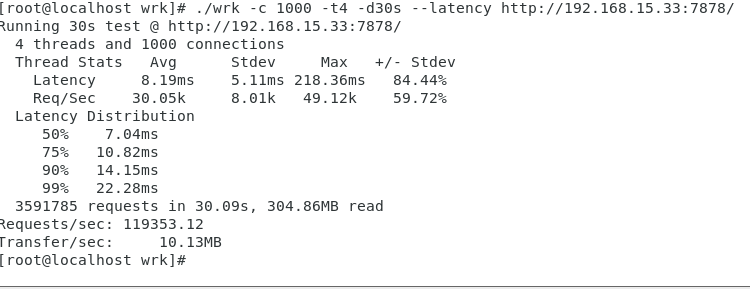 [root@localhost wrk]# ./wrk -c 1000 -t4 -d30s --latency http://192.168.15.33:7878/
Running 30s test @ http://192.168.15.33:7878/
  4 threads and 1000 connections
  Thread Stats   Avg      Stdev     Max   +/- Stdev
    Latency     8.19ms    5.11ms 218.36ms   84.44%
    Req/Sec    30.05k     8.01k   49.12k    59.72%
  Latency Distribution
     50%    7.04ms
     75%   10.82ms
     90%   14.15ms
     99%   22.28ms
  3591785 requests in 30.09s, 304.86MB read
Requests/sec: 119353.12
Transfer/sec:     10.13MB
[root@localhost wrk]#